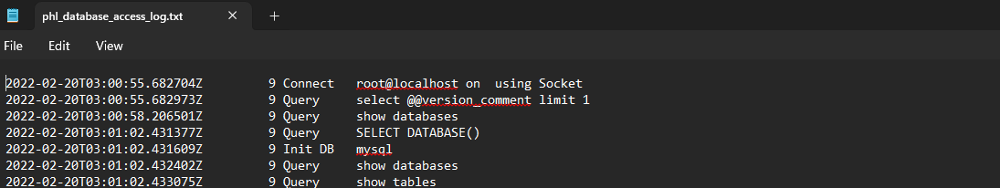 phl_database_access_log.txt
File Edit View
2022-02-20T03:00:55.682704Z 9 Connect root@localhost on using Socket
2022-02-20T03:00:55.682973Z 9 Query select @@version_comment limit 1
2022-02-20T03:00:58.206501Z 9 Query show databases
2022-02-20T03:01:02.431377Z 9 Query SELECT DATABASE()
2022-02-20T03:01:02.431609Z 9 Init DB mysql
2022-02-20T03:01:02.432402Z 9 Query show databases
2022-02-20T03:01:02.433075Z 9 Query show tables